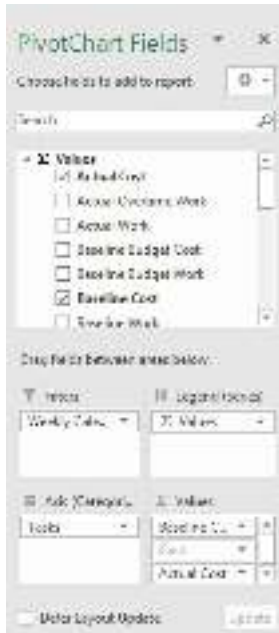 PivotChart Fields
Choose fields to add to report:
Search
Σ Values
Actual Cost
Actual Overtime Work
Actual Work
Baseline Budget Cost
Baseline Budget Work
Baseline Cost
Baseline Work
Drag fields between areas below:
Filters
Legend (Series)
Weekly Calen...
Σ Values
Axis (Categori...
Σ Values
Tasks
Baseline C...
Cost
Actual Cost
Defer Layout Update
Update